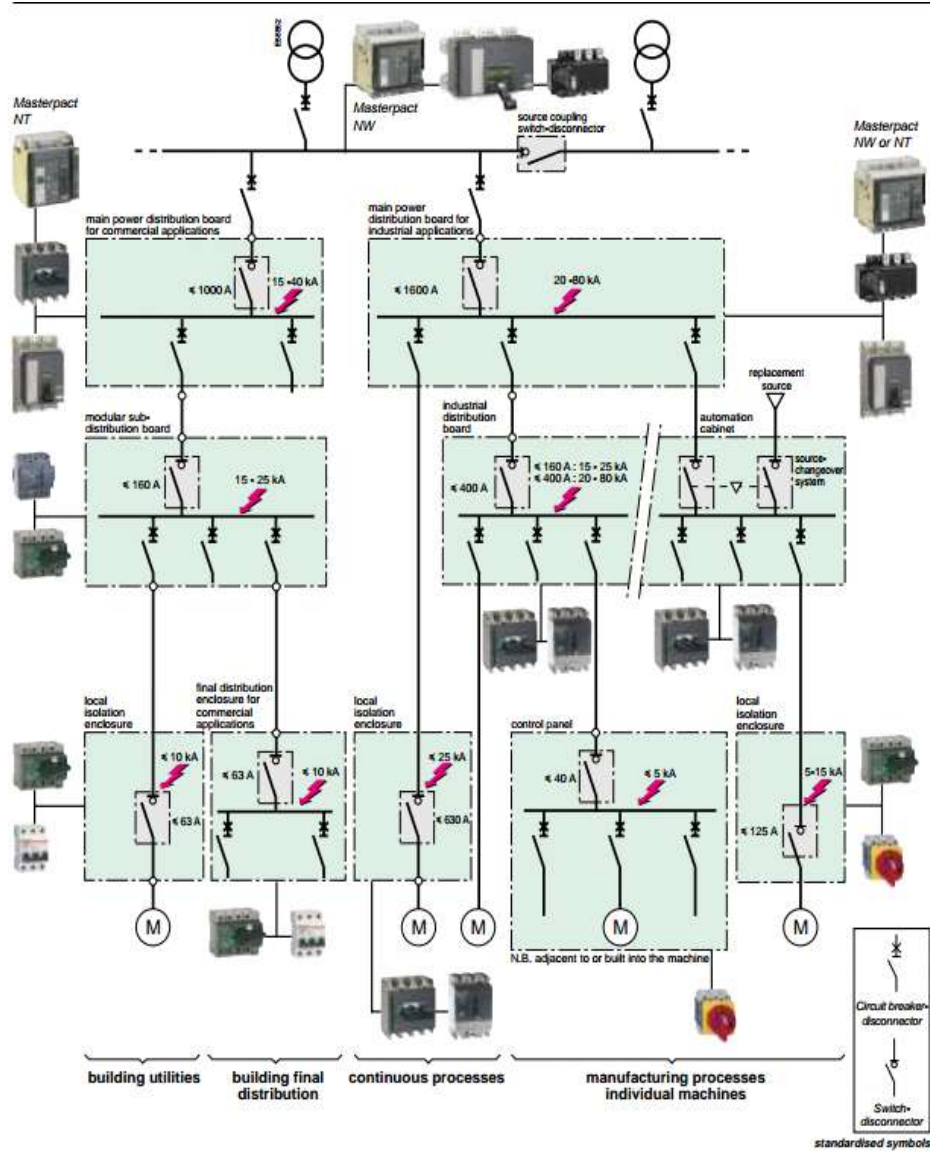 E88852
Masterpact
NT
Masterpact
NW
source coupling
switch-disconnector
Masterpact
NW or NT
main power distribution board
for commercial applications
main power
distribution board for
industrial applications
≤ 1000 A
15 • 40 kA
≤ 1600 A
20 •80 kA
replacement
source
modular sub-
distribution board
industrial
distribution
board
automation
cabinet
≤ 160 A
15 • 25 kA
≤ 400 A
≤ 160 A : 15 • 25 kA
≤ 400 A : 20 • 80 kA
source-
changeover
system
local
isolation
enclosure
final distribution
enclosure for
commercial
applications
local
isolation
enclosure
control panel
local
isolation
enclosure
≤ 10 kA
≤ 63 A
≤ 63 A
≤ 10 kA
≤ 25 kA
≤ 630 A
≤ 40 A
≤ 5 kA
5•15 kA
≤ 125 A
M
M
M
M
M
N.B. adjacent to or built into the machine
Circuit breaker-
disconnector
Switch-
disconnector
standardised symbols
building utilities
building final
distribution
continuous processes
manufacturing processes
individual machines